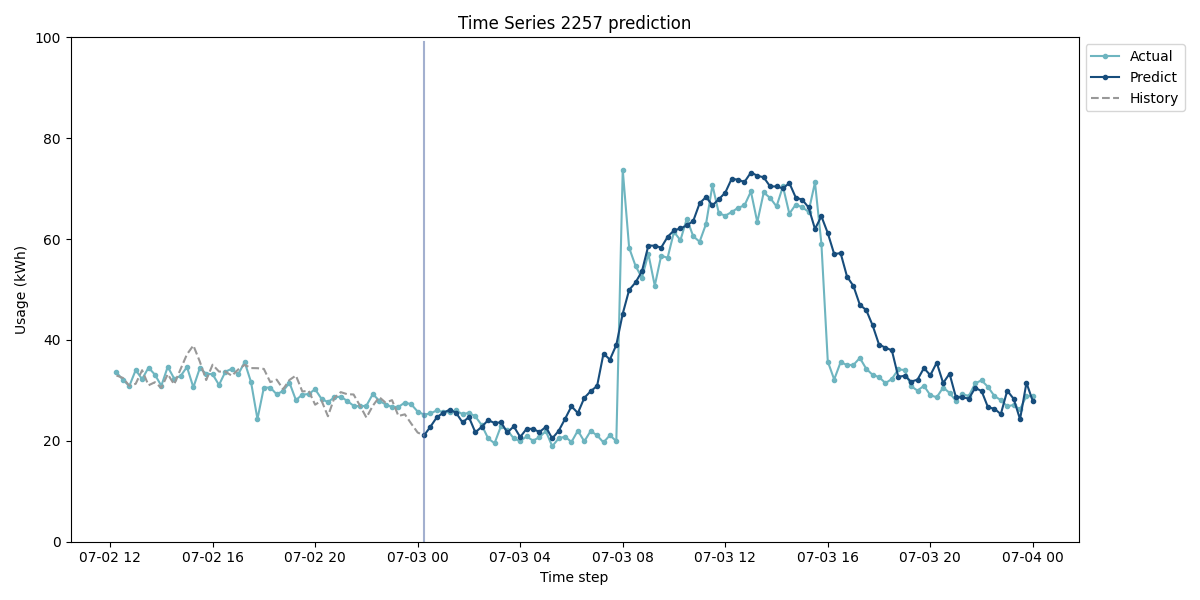 Time Series 2257 prediction
100
80
60
40
20
0
Usage (kWh)
07-02 12 07-02 16 07-02 20 07-03 00 07-03 04 07-03 08 07-03 12 07-03 16 07-03 20 07-04 00
Time step
Actual
Predict
History